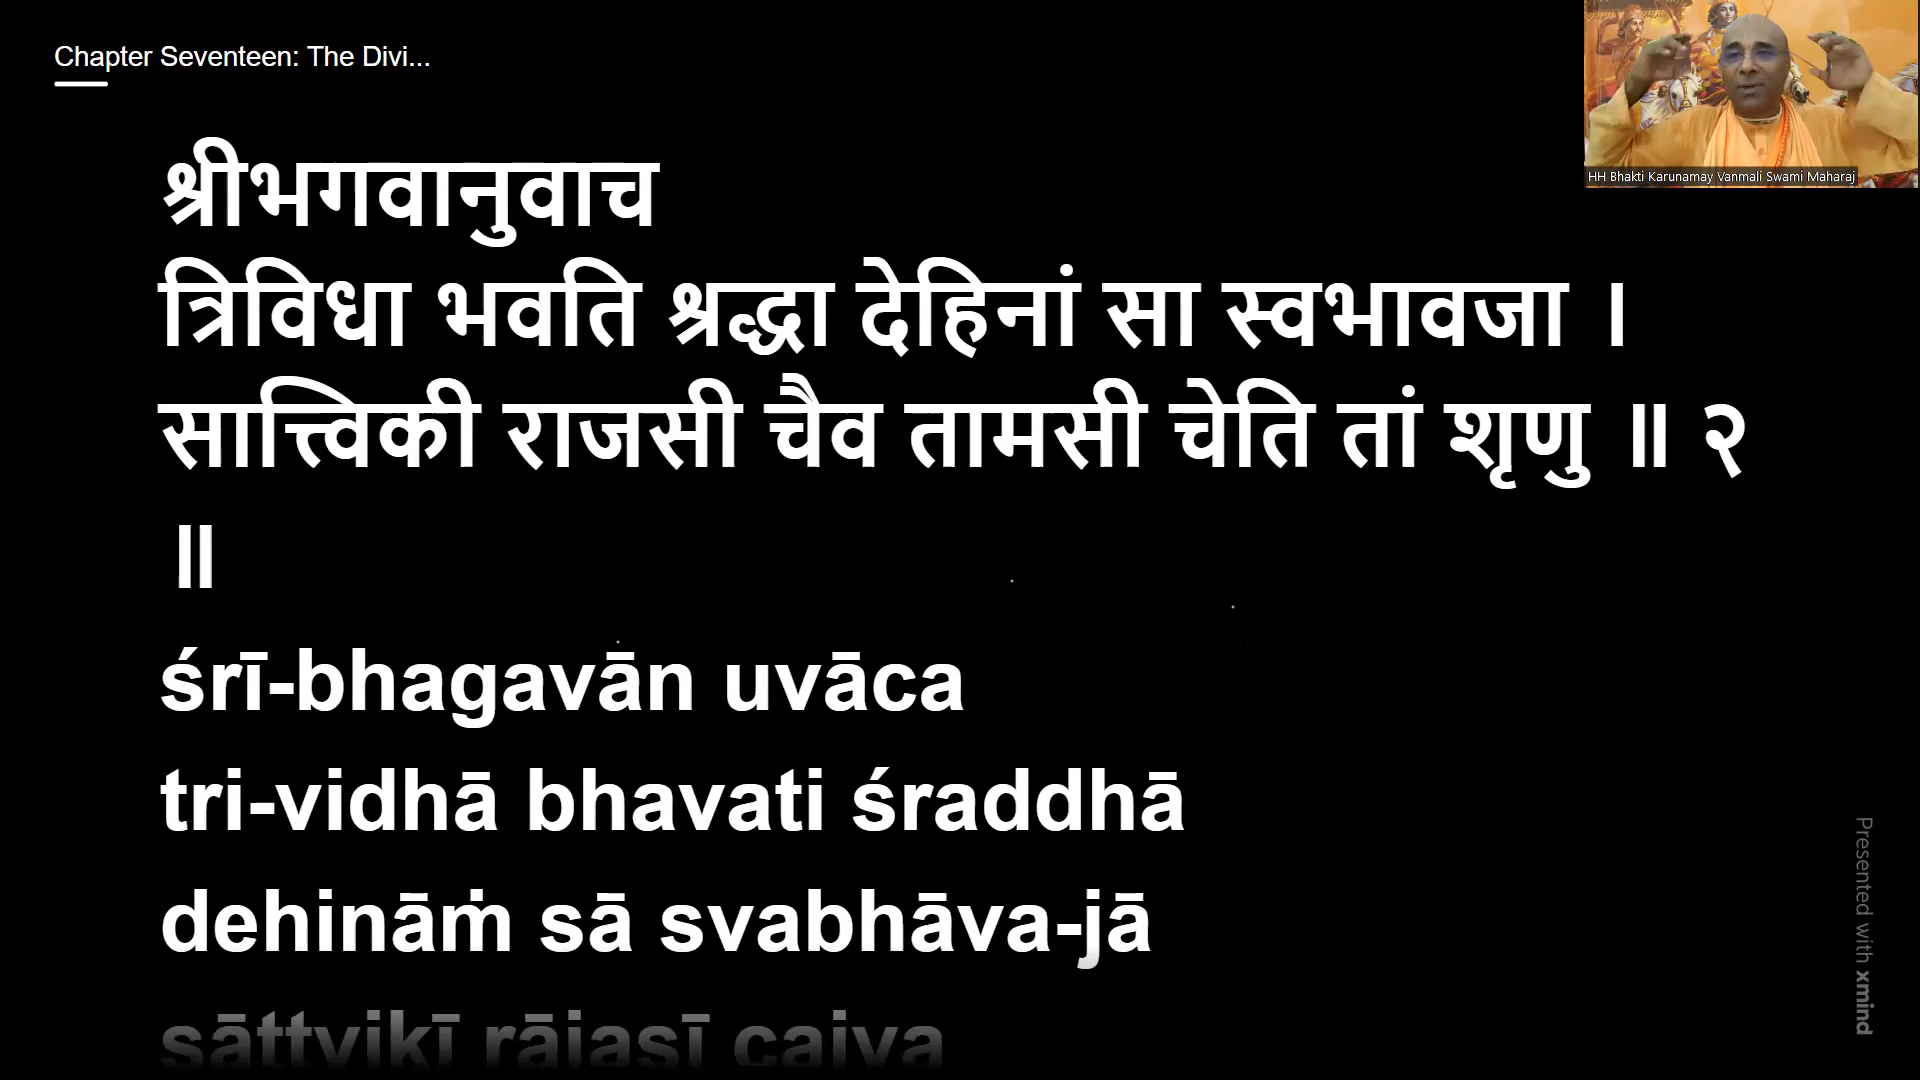 Chapter Seventeen: The Divi...
HH Bhakti Karunamay Vanmali Swami Maharaj
श्रीभगवानुवाच
त्रिविधा भवति श्रद्धा देहिनां सा स्वभावजा ।
सात्त्विकी राजसी चैव तामसी चेति तां शृणु ॥ २
॥
śrī-bhagavān uvāca
tri-vidhā bhavati śraddhā
dehināṁ sā svabhāva-jā
sāttvikī rājasī caiva
Presented with xmind